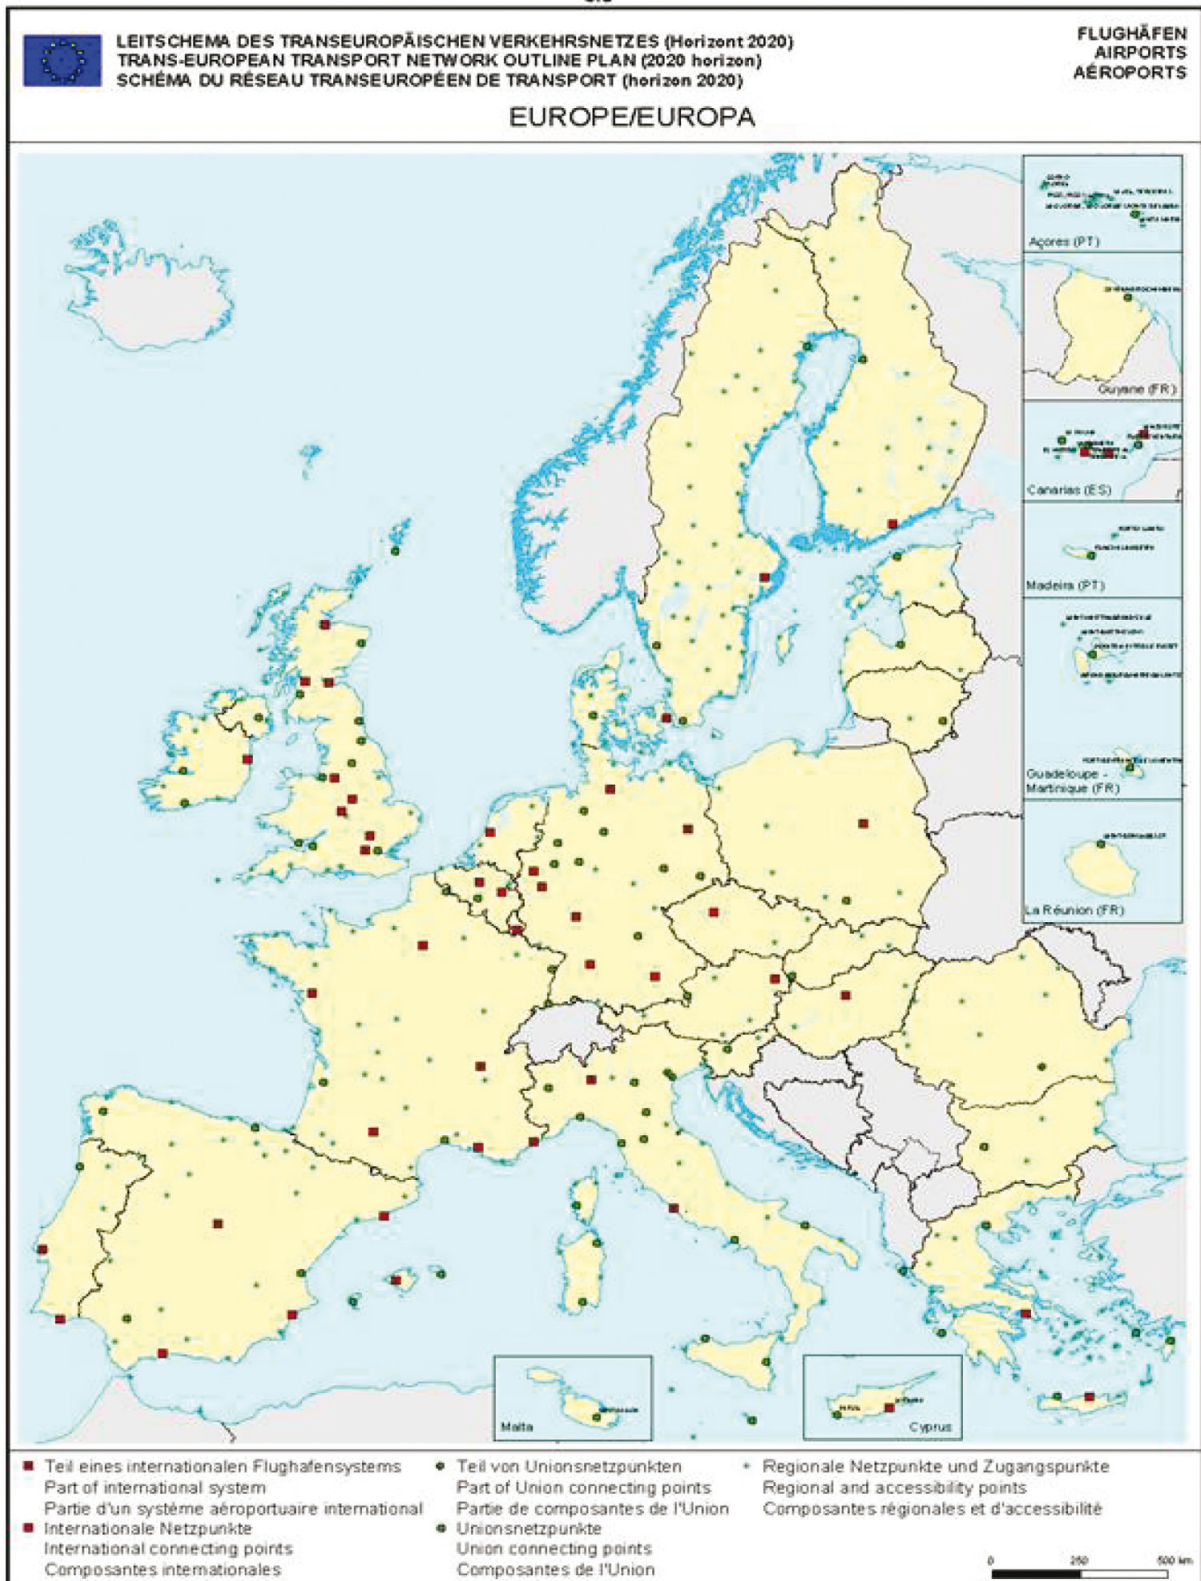 LEITSCHEMA DES TRANSEUROPÄISCHEN VERKEHRSNETZES (Horizont 2020)
TRANS-EUROPEAN TRANSPORT NETWORK OUTLINE PLAN (2020 horizon)
SCHÉMA DU RÉSEAU TRANSEUROPÉEN DE TRANSPORT (horizon 2020)
FLUGHÄFEN
AIRPORTS
AÉROPORTS
EUROPE/EUROPA
Açores (PT)
Guyane (FR)
Canarias (ES)
Madeira (PT)
Guadeloupe -
Martinique (FR)
La Réunion (FR)
Malta
Cyprus
Teil eines internationalen Flughafensystems
Part of international system
Partie d'un système aéroportuaire international
Internationale Netzpunkte
International connecting points
Composantes internationales
Teil von Unionsnetzpunkten
Part of Union connecting points
Partie de composantes de l'Union
Unionsnetzpunkte
Union connecting points
Composantes de l'Union
Regionale Netzpunkte und Zugangspunkte
Regional and accessibility points
Composantes régionales et d'accessibilité
0 250 500 km